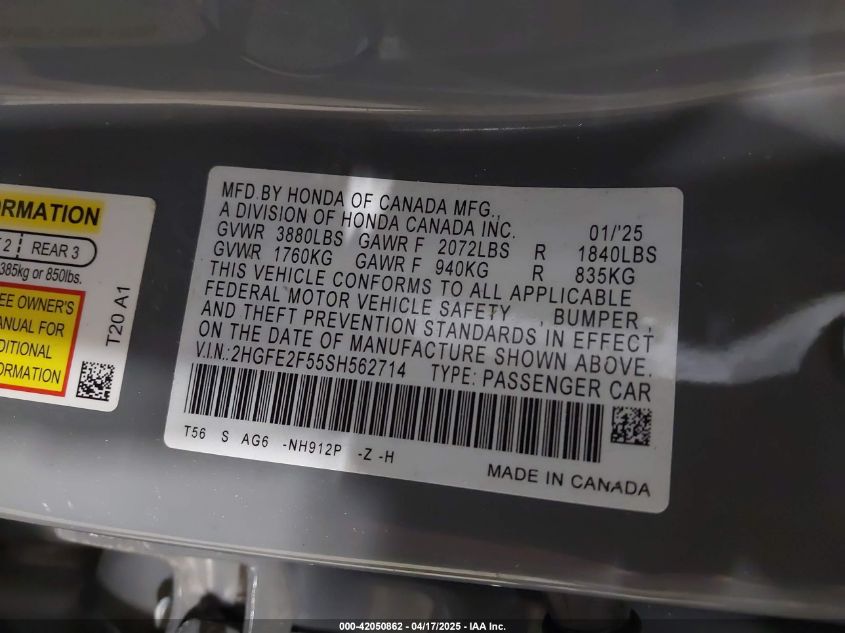 ORMATION
2 REAR 3
385kg or 850lbs.
EE OWNER'S
ANUAL FOR
DITIONAL
FORMATION
T20 A1
MFD.BY HONDA OF CANADA MFG.,
A DIVISION OF HONDA CANADA INC. 01/'25
GVWR 3880LBS GAWR F 2072LBS R 1840LBS
GVWR 1760KG GAWR F 940KG R 835KG
THIS VEHICLE CONFORMS TO ALL APPLICABLE
FEDERAL MOTOR VEHICLE SAFETY , BUMPER ,
AND THEFT PREVENTION STANDARDS IN EFFECT
ON THE DATE OF MANUFACTURE SHOWN ABOVE.
V.I.N.: 2HGFE2F55SH562714 TYPE: PASSENGER CAR
T56 S AG6 -NH912P -Z -H
MADE IN CANADA
000-42050862 - 04/17/2025 - IAA Inc.